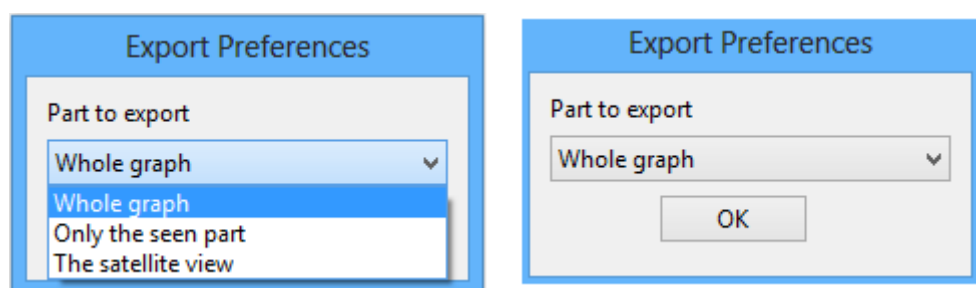 Export Preferences
Part to export
Whole graph
Whole graph
Only the seen part
The satellite view
Export Preferences
Part to export
Whole graph
OK